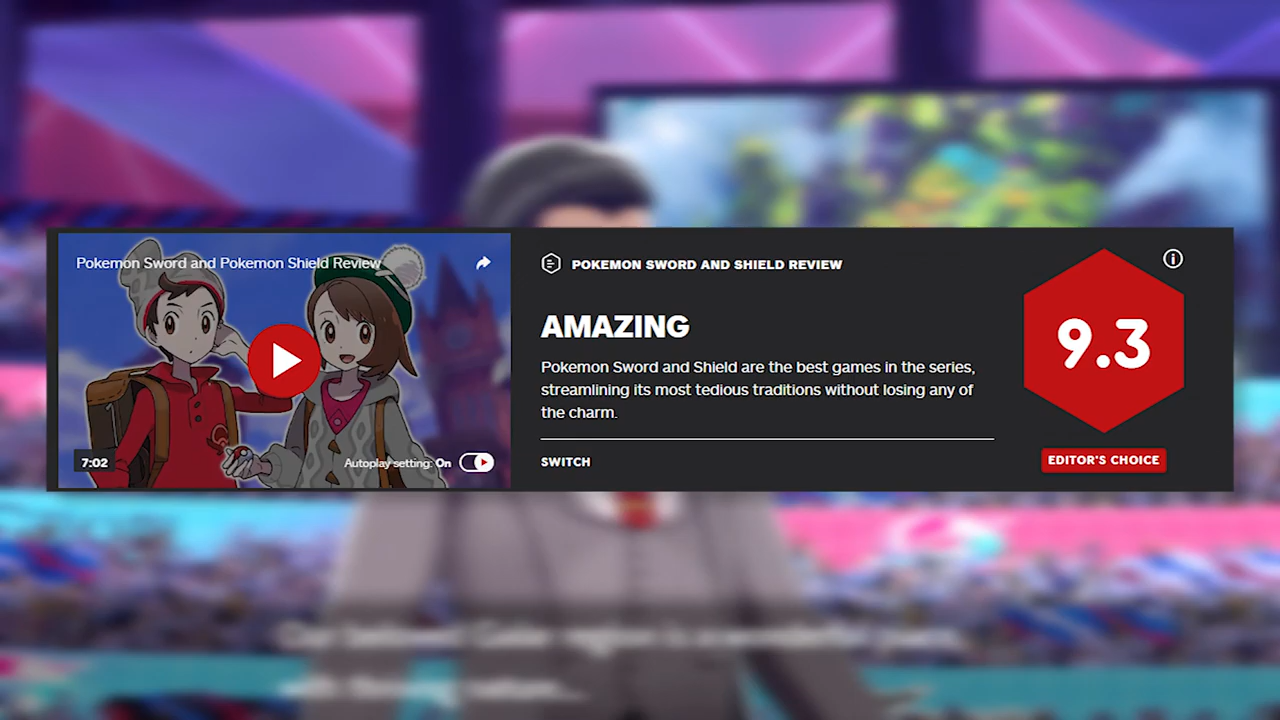 Pokemon Sword and Pokemon Shield Review
7:02
Autoplay setting: On
POKEMON SWORD AND SHIELD REVIEW
AMAZING
Pokemon Sword and Shield are the best games in the series,
streamlining its most tedious traditions without losing any of
the charm.
SWITCH
9.3
EDITOR'S CHOICE